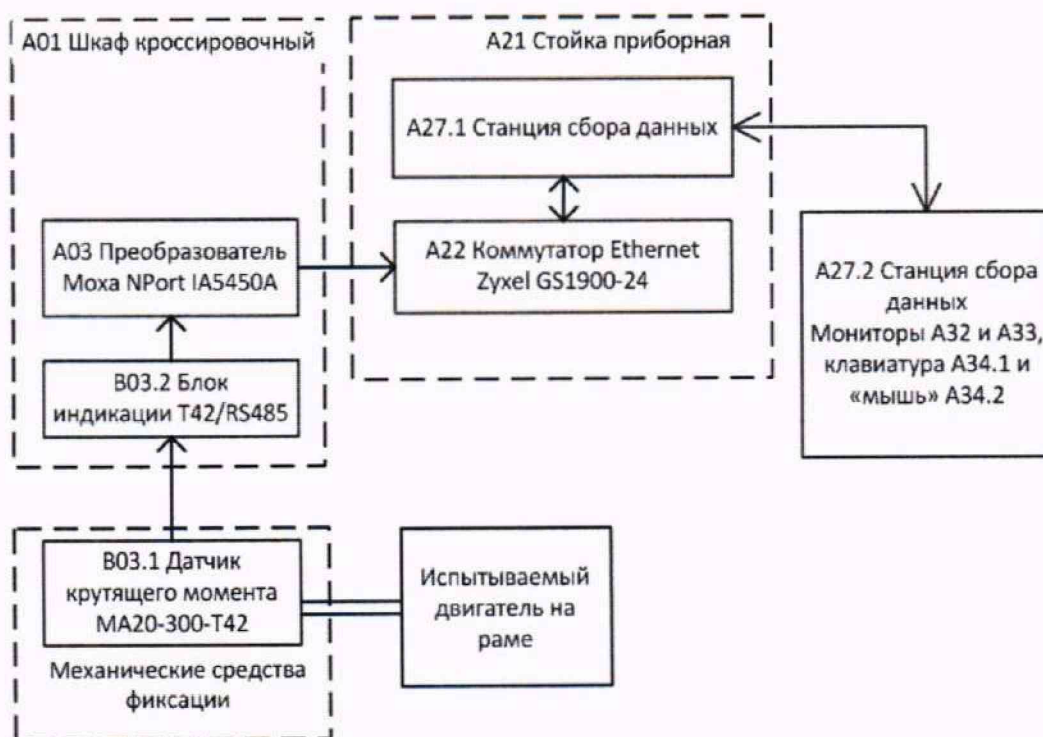 А01 Шкаф кроссировочный
А21 Стойка приборная
А27.1 Станция сбора данных
А03 Преобразователь
Моха NPort IA5450A
А22 Коммутатор Ethernet
Zyxel GS1900-24
А27.2 Станция сбора
данных
Мониторы А32 и А33,
клавиатура А34.1 и
«мышь» А34.2
В03.2 Блок
индикации Т42/RS485
В03.1 Датчик
крутящего момента
МА20-300-Т42
Испытываемый
двигатель на
раме
Механические средства
фиксации